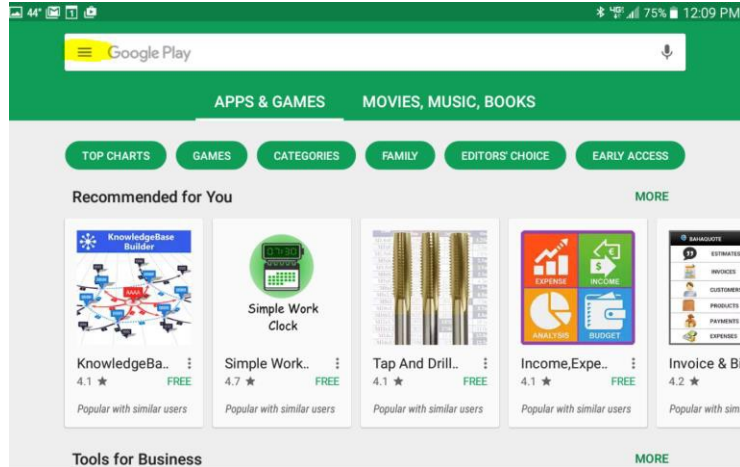 44° 1 75% 12:09 PM
Google Play
APPS & GAMES MOVIES, MUSIC, BOOKS
TOP CHARTS GAMES CATEGORIES FAMILY EDITORS' CHOICE EARLY ACCESS
Recommended for You MORE
KnowledgeBase
Builder
07:30
Simple Work
Clock
EXPENSE INCOME
ANALYSIS BUDGET
BAHAQUOTE
ESTIMATES
INVOICES
CUSTOMERS
PRODUCTS
PAYMENTS
EXPENSES
KnowledgeBa.. Simple Work.. Tap And Drill.. Income,Expe.. Invoice & Bi
4.1 ★ FREE 4.7 ★ FREE 4.1 ★ FREE 4.1 ★ FREE 4.2 ★
Popular with similar users Popular with similar users Popular with similar users Popular with similar users Popular with sim
Tools for Business MORE